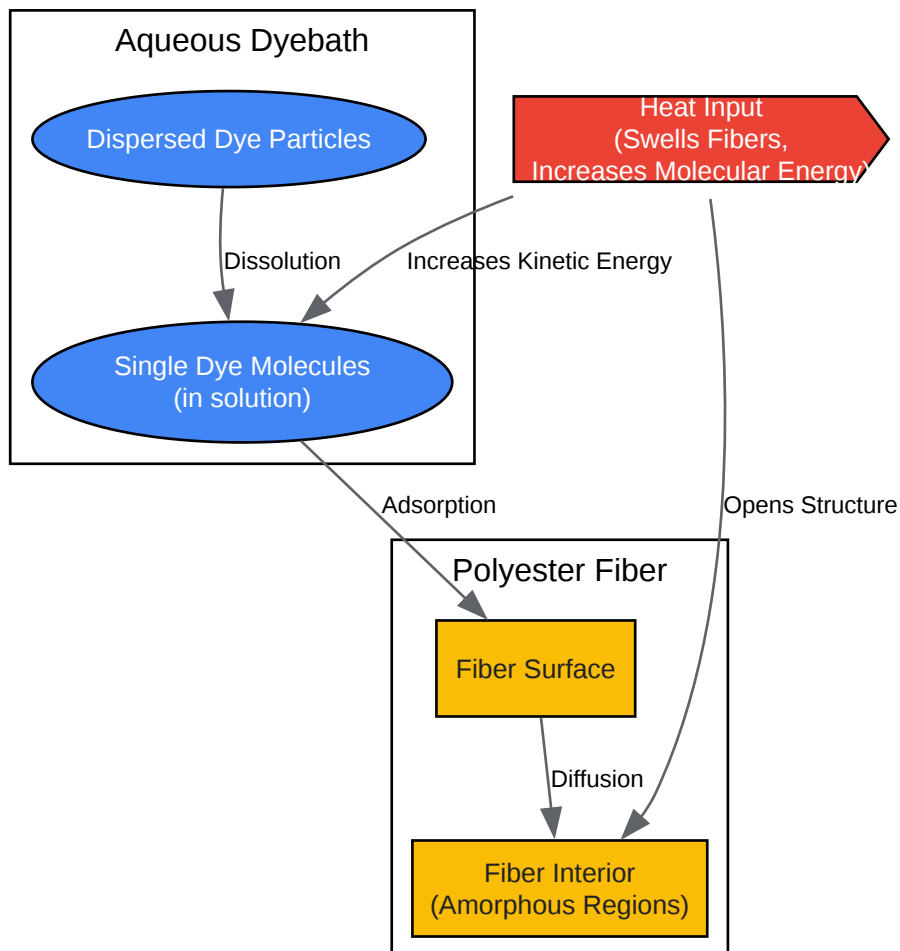 Aqueous Dyebath
Dispersed Dye Particles
Heat Input
(Swells Fibers,
Increases Molecular Energy)
Dissolution
Increases Kinetic Energy
Single Dye Molecules
(in solution)
Adsorption
Opens Structure
Polyester Fiber
Fiber Surface
Diffusion
Fiber Interior
(Amorphous Regions)